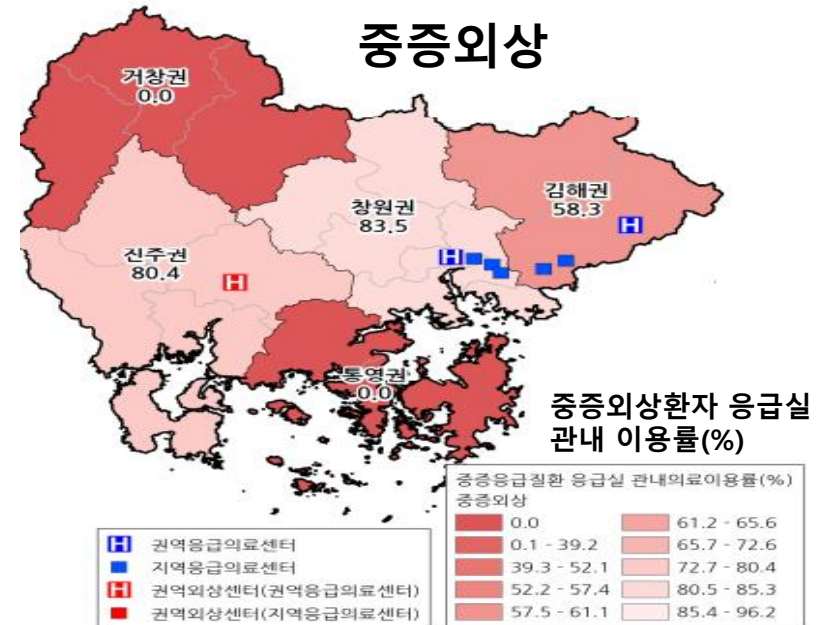 중증외상
거창권
0.0
김해권
58.3
창원권
83.5
진주권
80.4
통영권
0.0
중증외상환자 응급실
관내 이용률(%)
중증응급질환 응급실 관내의료이용률(%)
중증외상
0.0
61.2 - 65.6
0.1 - 39.2
65.7 - 72.6
39.3 - 52.1
72.7 - 80.4
52.2 - 57.4
80.5 - 85.3
57.5 - 61.1
85.4 - 96.2
H 권역응급의료센터
지역응급의료센터
H 권역외상센터(권역응급의료센터)
권역외상센터(지역응급의료센터)
H
H
H